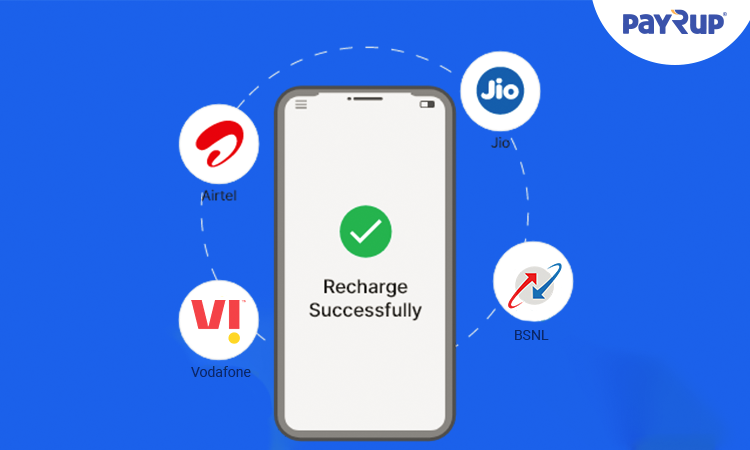 PAYRUP®
Jio
Jio
Airtel
Recharge
Successfully
VI
Vodafone
BSNL